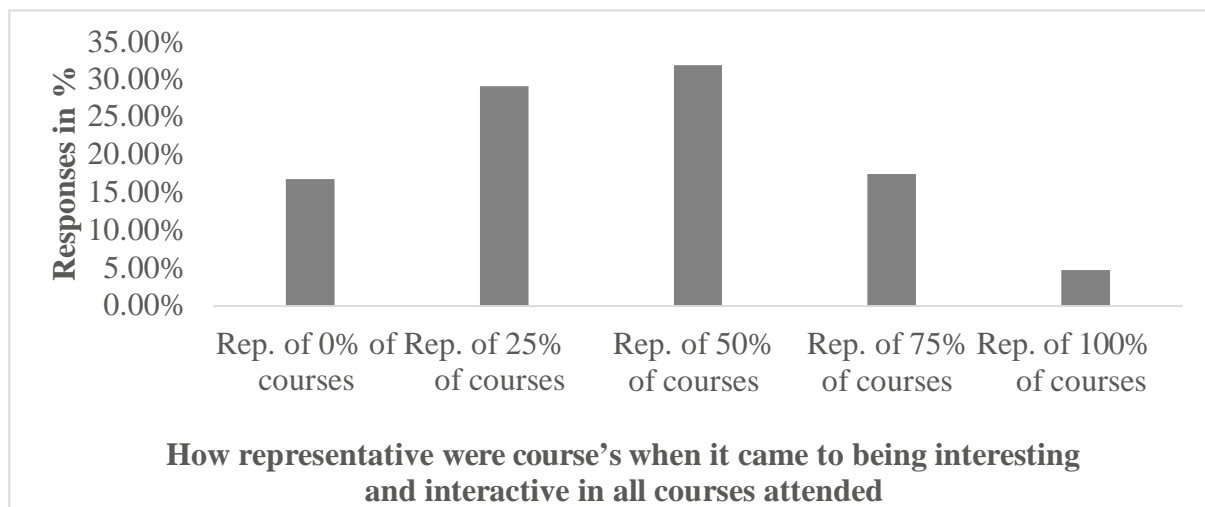 Responses in %
35.00%
30.00%
25.00%
20.00%
15.00%
10.00%
5.00%
0.00%
Rep. of 0% of
courses
Rep. of 25%
of courses
Rep. of 50%
of courses
Rep. of 75%
of courses
Rep. of 100%
of courses
How representative were course’s when it came to being interesting
and interactive in all courses attended